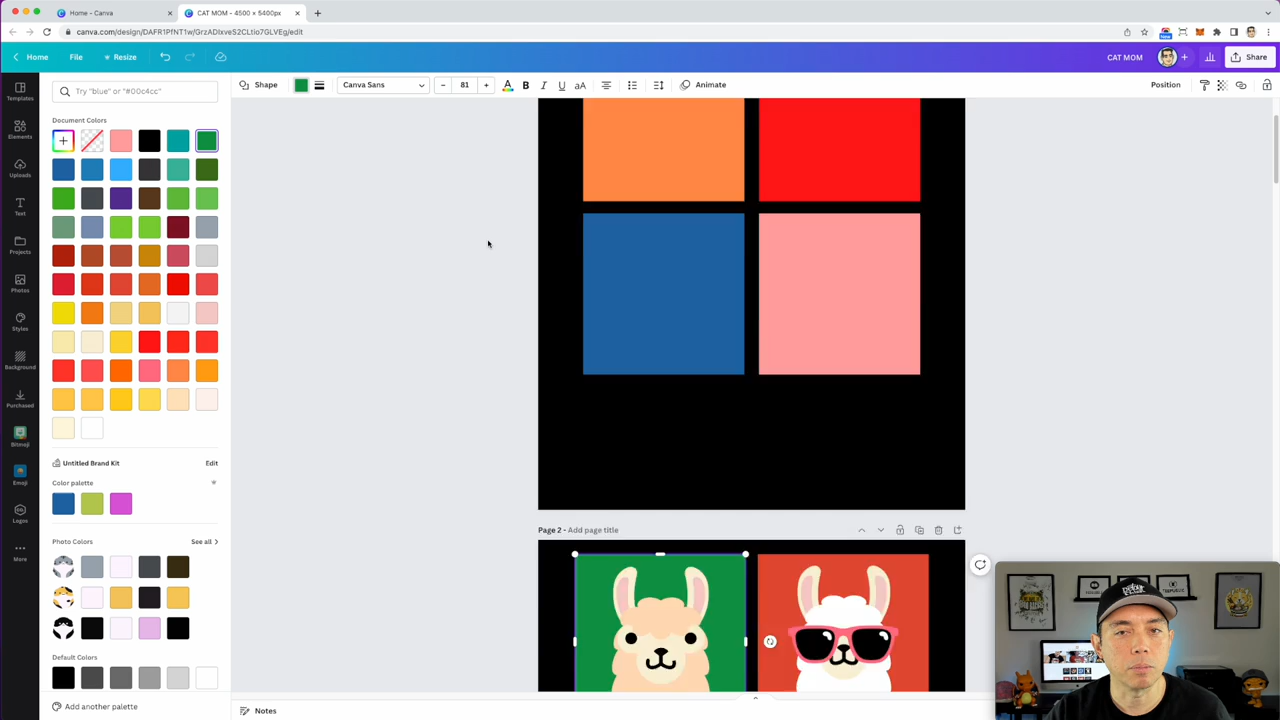 Home - Canva
CAT MOM - 4500 × 5400px
canva.com/design/DAFR1PfNT1w/GrzADIxveS2CLtio7GLVEg/edit
Home
File
Resize
CAT MOM
Share
Templates
Elements
Uploads
Text
Projects
Photos
Styles
Background
Purchased
Bitmoji
Emoji
Logos
More
Try "blue" or "#00c4cc"
Shape
Canva Sans
81
B
I
U
aA
Animate
Position
Document Colors
Untitled Brand Kit
Edit
Color palette
Photo Colors
See all
Default Colors
Add another palette
Page 2 - Add page title
Notes